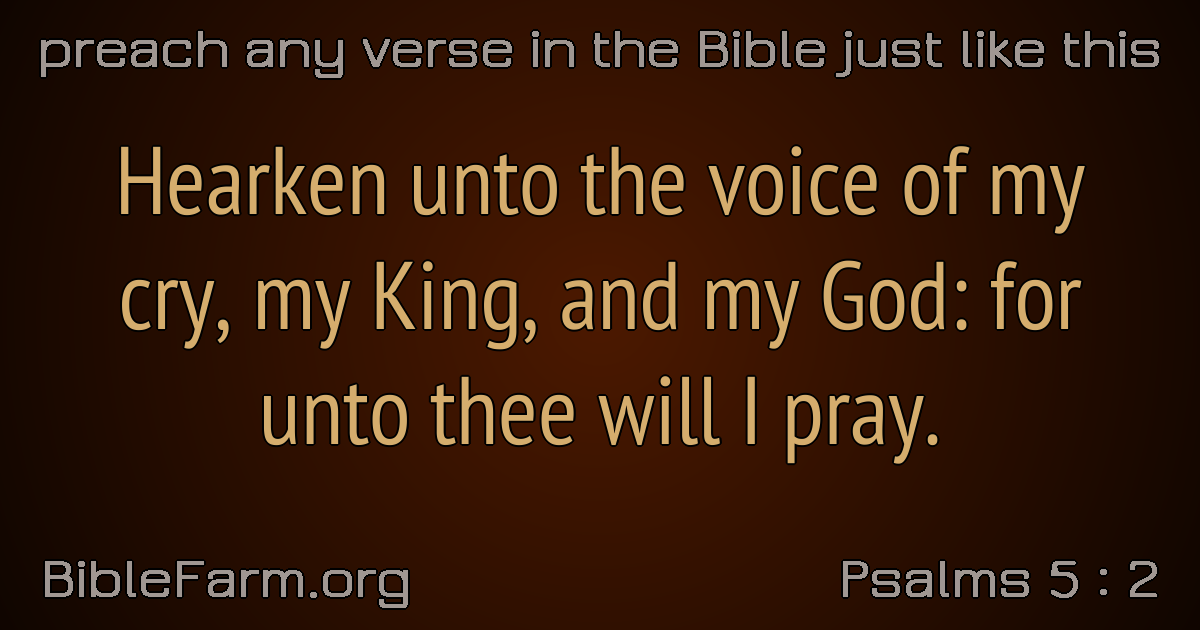 preach any verse in the Bible just like this
Hearken unto the voice of my
cry, my King, and my God: for
unto thee will I pray.
BibleFarm.org
Psalms 5 : 2